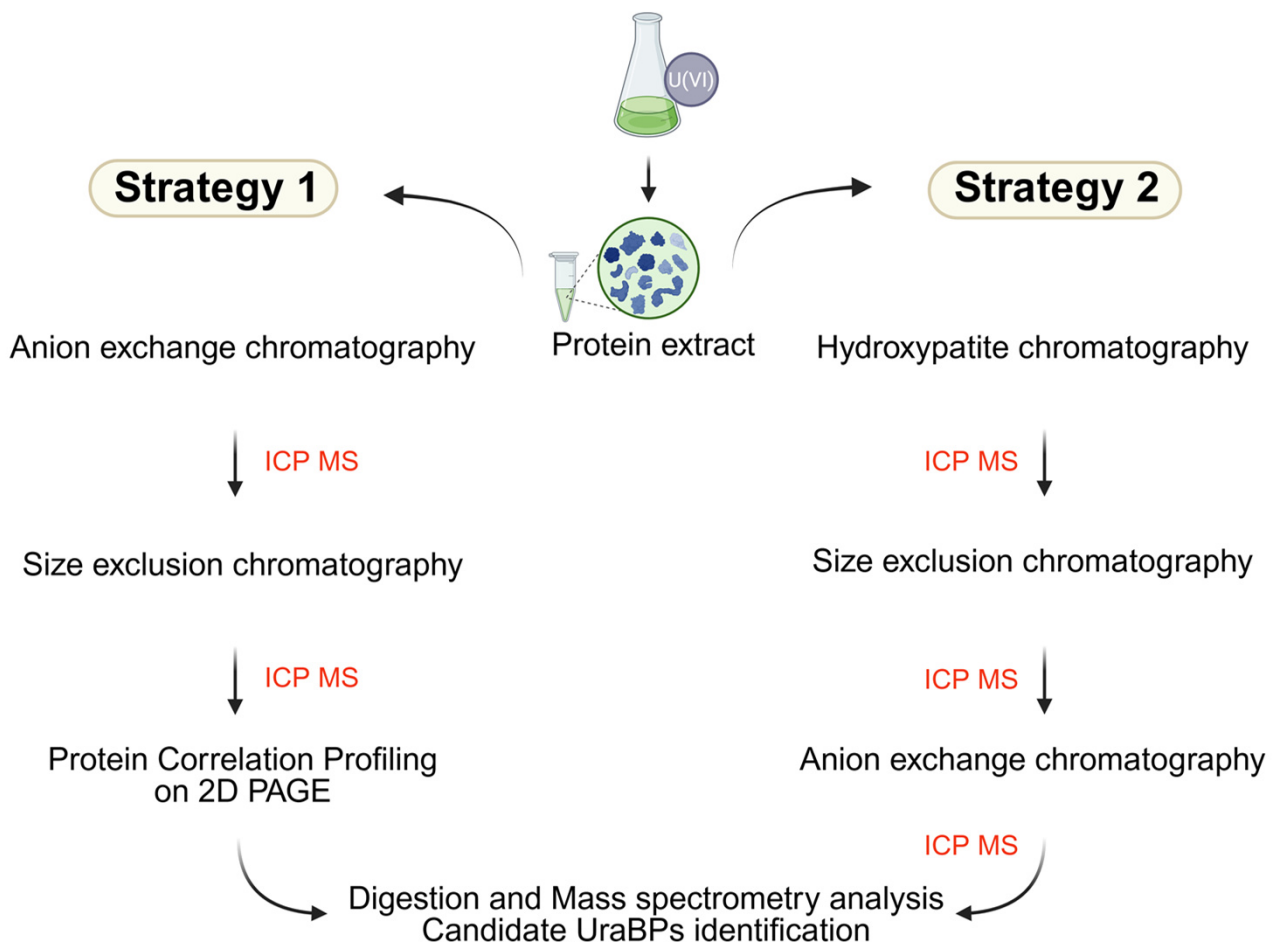 U(VI)
Strategy 1
Strategy 2
Anion exchange chromatography
Protein extract
Hydroxypatite chromatography
ICP MS
ICP MS
Size exclusion chromatography
Size exclusion chromatography
ICP MS
ICP MS
Protein Correlation Profiling
on 2D PAGE
Anion exchange chromatography
ICP MS
Digestion and Mass spectrometry analysis
Candidate UraBPs identification